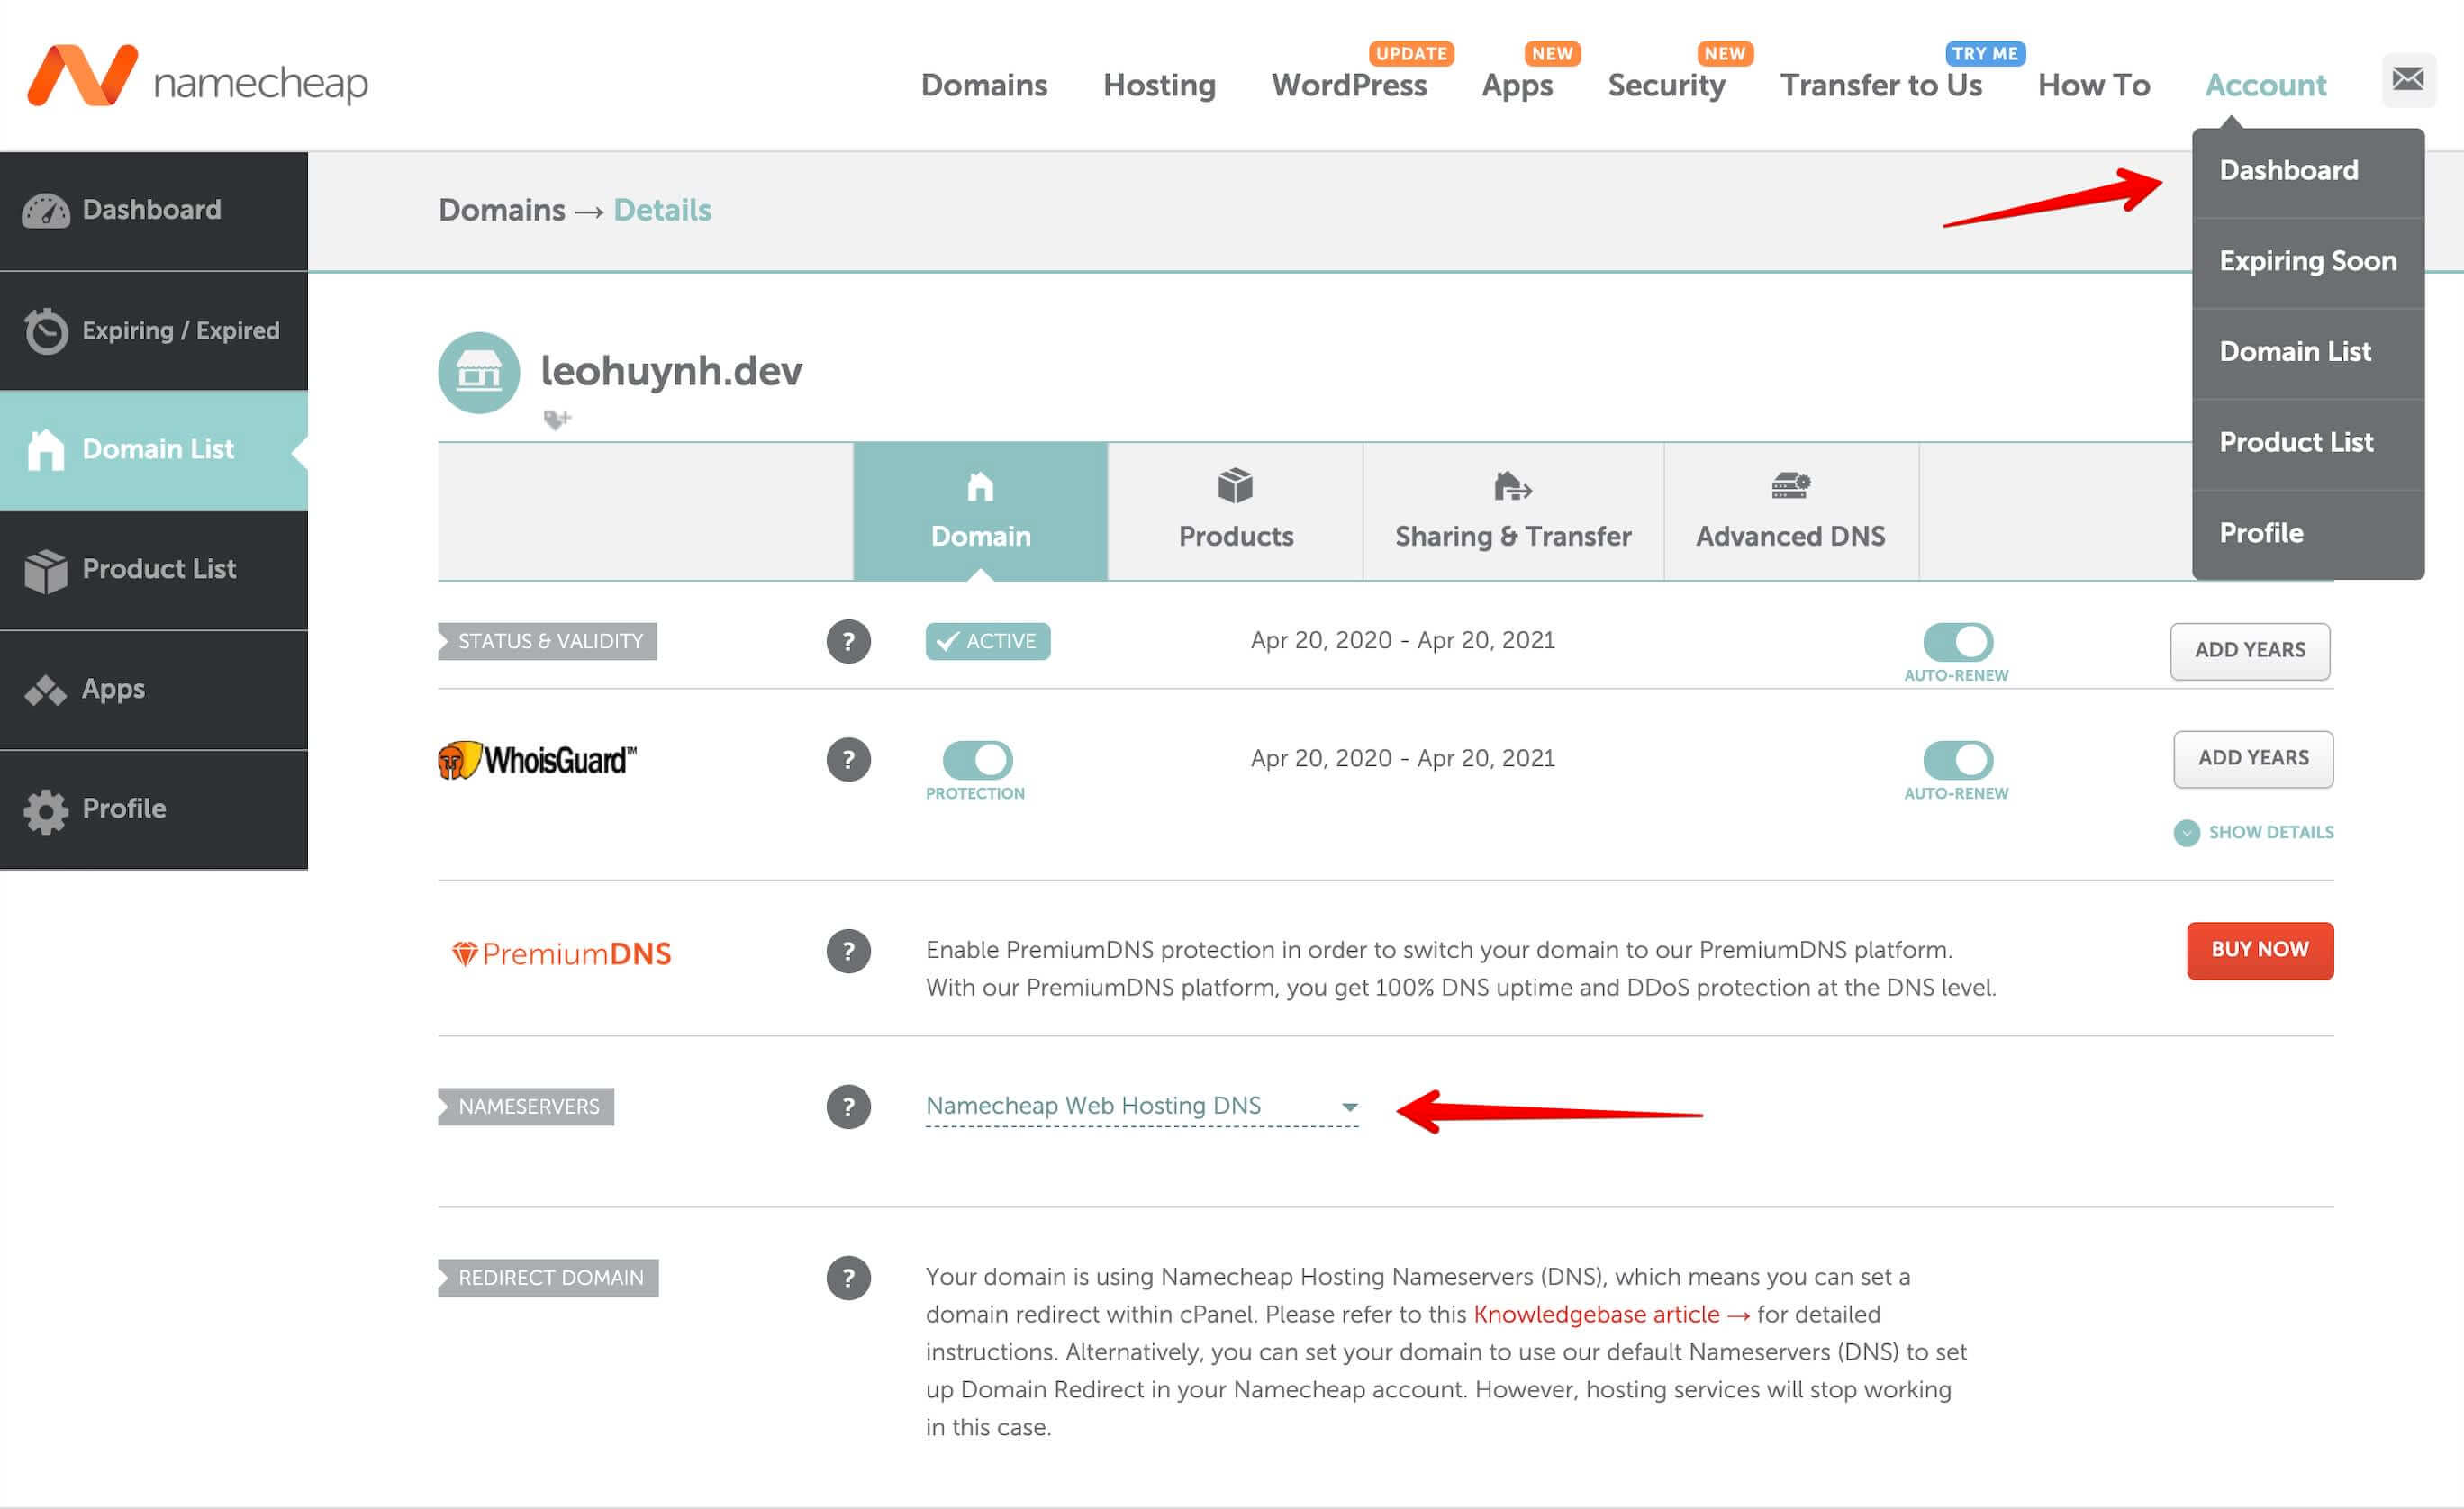 namecheap
UPDATE NEW NEW TRY ME
Domains Hosting WordPress Apps Security Transfer to Us How To Account
Dashboard
Expiring Soon
Domain List
Product List
Profile
Dashboard
Expiring / Expired
Domain List
Product List
Apps
Profile
Domains → Details
leohuynh.dev
Domain Products Sharing & Transfer Advanced DNS
STATUS & VALIDITY ? ACTIVE Apr 20, 2020 - Apr 20, 2021 ADD YEARS
AUTO-RENEW
WhoisGuard™ ? Apr 20, 2020 - Apr 20, 2021 ADD YEARS
PROTECTION AUTO-RENEW
SHOW DETAILS
PremiumDNS ? Enable PremiumDNS protection in order to switch your domain to our PremiumDNS platform. BUY NOW
With our PremiumDNS platform, you get 100% DNS uptime and DDoS protection at the DNS level.
NAMESERVERS ? Namecheap Web Hosting DNS
REDIRECT DOMAIN ? Your domain is using Namecheap Hosting Nameservers (DNS), which means you can set a
domain redirect within cPanel. Please refer to this Knowledgebase article → for detailed
instructions. Alternatively, you can set your domain to use our default Nameservers (DNS) to set
up Domain Redirect in your Namecheap account. However, hosting services will stop working
in this case.